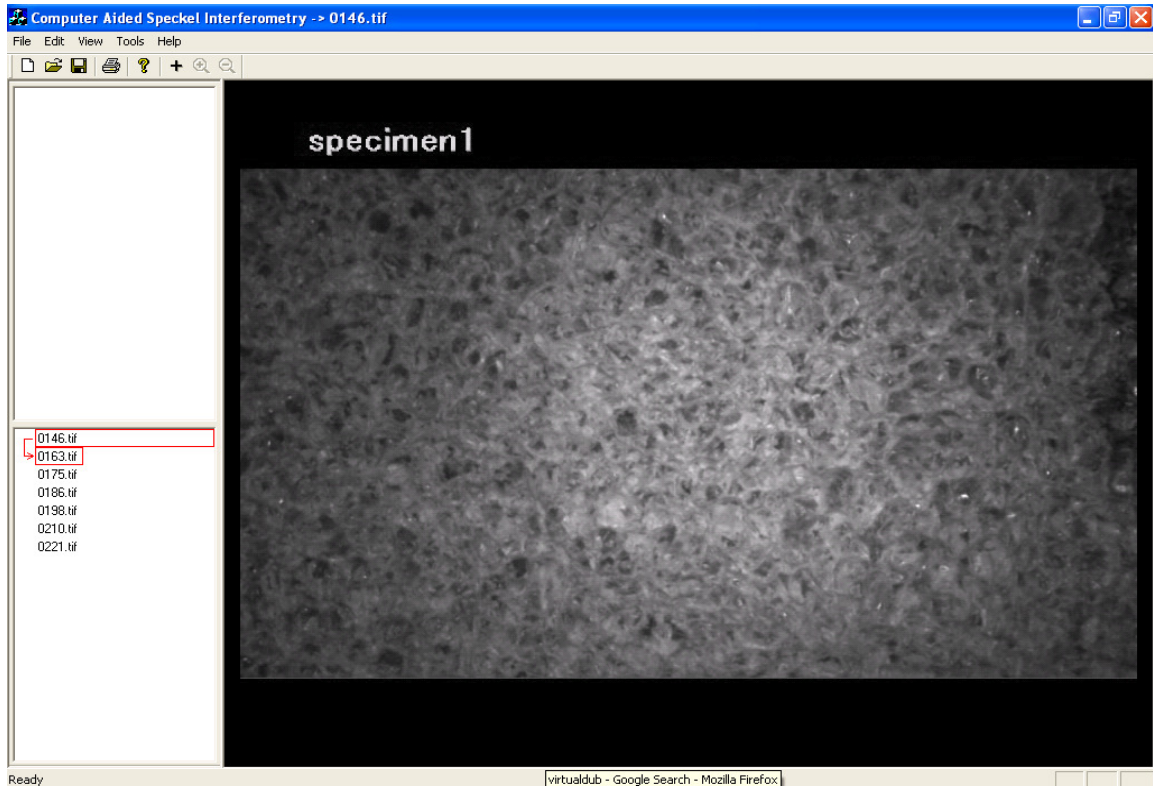 Computer Aided Speckel Interferometry -> 0146.tif
File Edit View Tools Help
specimen1
0146.tif
0163.tif
0175.tif
0186.tif
0198.tif
0210.tif
0221.tif
Ready
virtualdub - Google Search - Mozilla Firefox